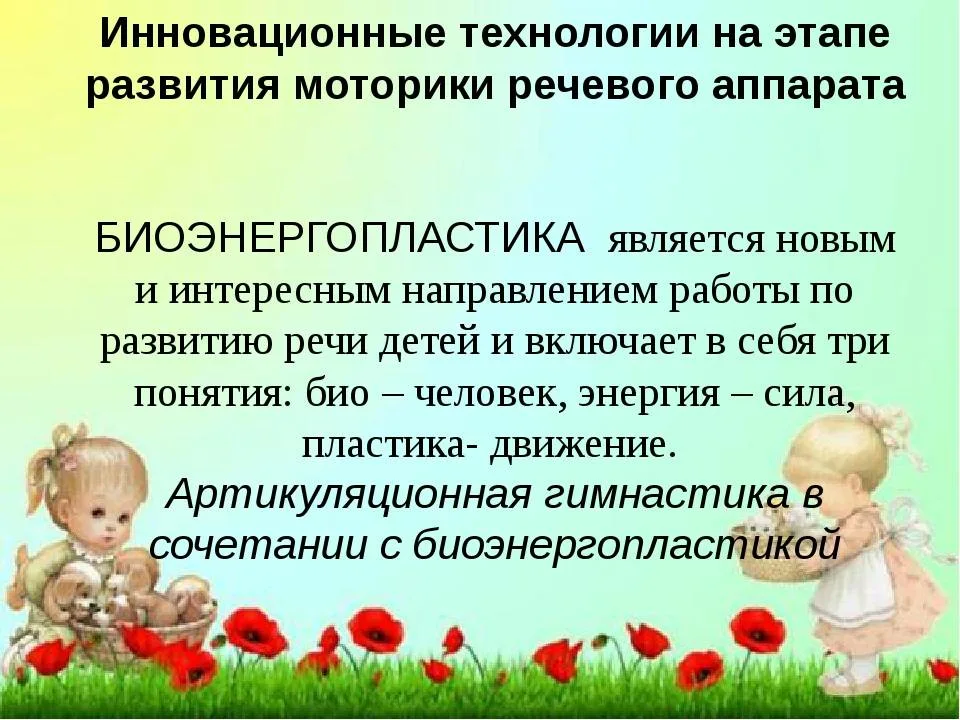 Инновационные технологии на этапе
развития моторики речевого аппарата
БИОЭНЕРГОПЛАСТИКА является новым
и интересным направлением работы по
развитию речи детей и включает в себя три
понятия: био – человек, энергия – сила,
пластика- движение.
Артикуляционная гимнастика в
сочетании с биоэнергопластикой